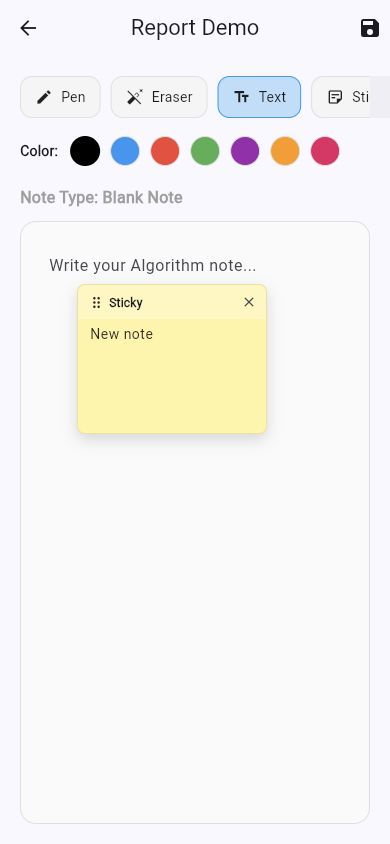 Report Demo
Pen
Eraser
Text
Sti
Color:
Note Type: Blank Note
Write your Algorithm note...
Sticky
New note